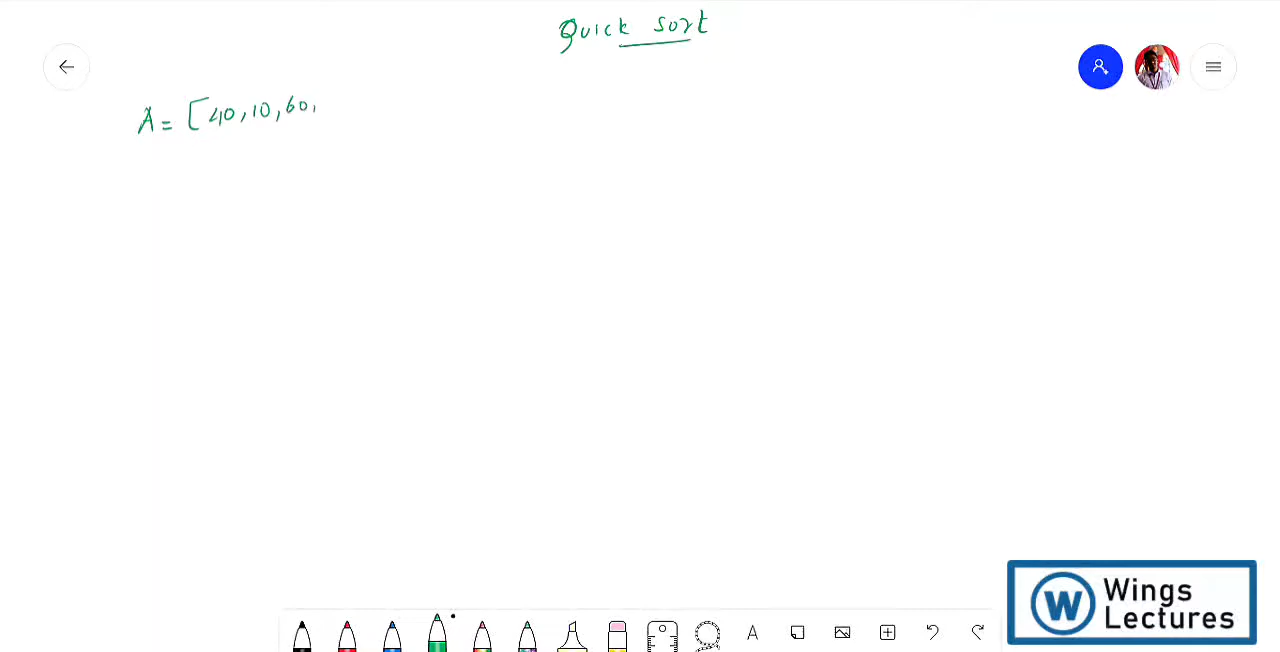 Quick sort
A = [40, 10, 60,
A
W Wings
Lectures